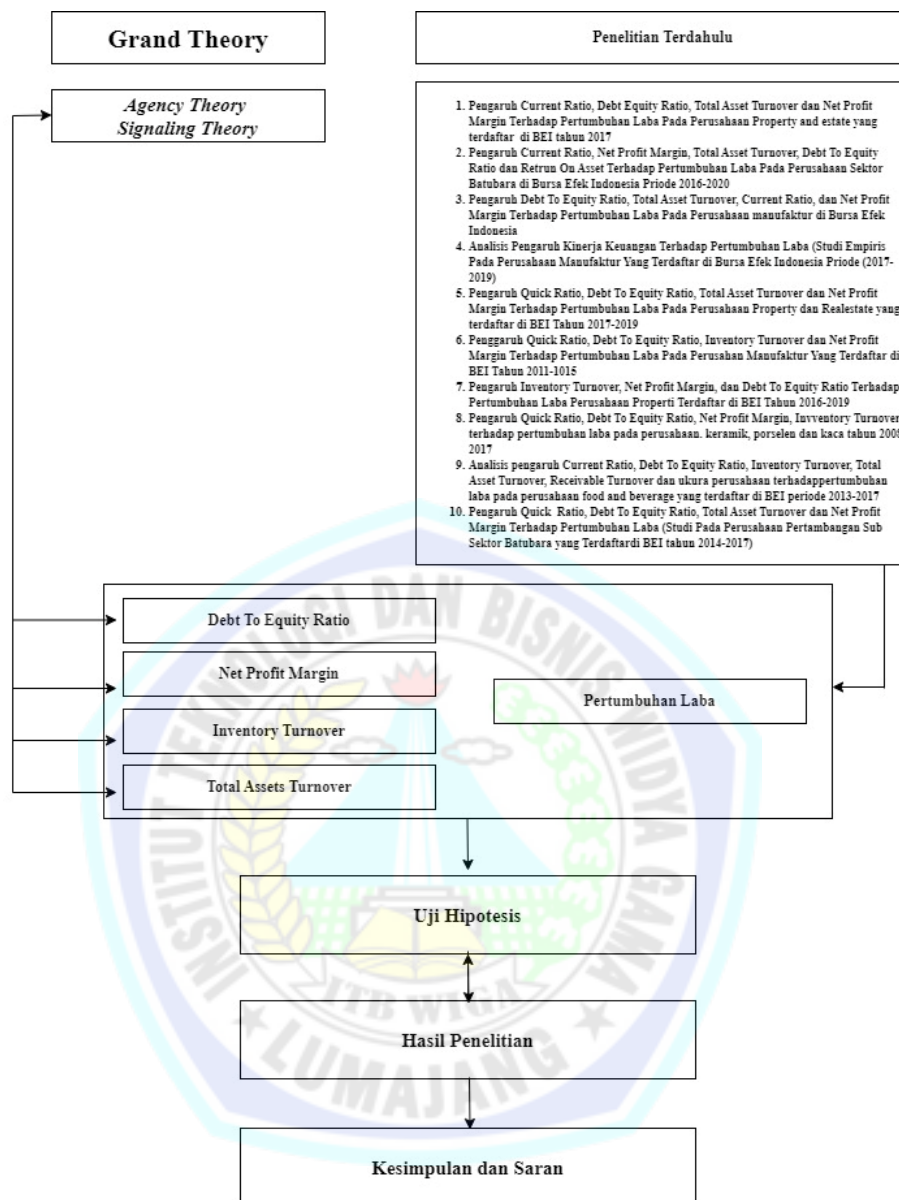 Grand Theory
Penelitian Terdahulu
Agency Theory
Signaling Theory
1. Pengaruh Current Ratio, Debt Equity Ratio, Total Asset Turnover dan Net Profit
Margin Terhadap Pertumbuhan Laba Pada Perusahaan Property and estate yang
terdaftar di BEI tahun 2017
2. Pengaruh Current Ratio, Net Profit Margin, Total Asset Turnover, Debt To Equity
Ratio dan Retrun On Asset Terhadap Pertumbuhan Laba Pada Perusahaan Sektor
Batubara di Bursa Efek Indonesia Priode 2016-2020
3. Pengaruh Debt To Equity Ratio, Total Asset Turnover, Current Ratio, dan Net Profit
Margin Terhadap Pertumbuhan Laba Pada Perusahaan manufaktur di Bursa Efek
Indonesia
4. Analisis Pengaruh Kinerja Keuangan Terhadap Pertumbuhan Laba (Studi Empiris
Pada Perusahaan Manufaktur Yang Terdaftar di Bursa Efek Indonesia Priode (2017-
2019)
5. Pengaruh Quick Ratio, Debt To Equity Ratio, Total Asset Turnover dan Net Profit
Margin Terhadap Pertumbuhan Laba Pada Perusahaan Property dan Realestate yang
terdaftar di BEI Tahun 2017-2019
6. Penggaruh Quick Ratio, Debt To Equity Ratio, Inventory Turnover dan Net Profit
Margin Terhadap Pertumbuhan Laba Pada Perusahan Manufaktur Yang Terdaftar di
BEI Tahun 2011-1015
7. Pengaruh Inventory Turnover, Net Profit Margin, dan Debt To Equity Ratio Terhadap
Pertumbuhan Laba Perusahaan Properti Terdaftar di BEI Tahun 2016-2019
8. Pengaruh Quick Ratio, Debt To Equity Ratio, Net Profit Margin, Invventory Turnover
terhadap pertumbuhan laba pada perusahaan. keramik, porselen dan kaca tahun 2008
2017
9. Analisis pengaruh Current Ratio, Debt To Equity Ratio, Inventory Turnover, Total
Asset Turnover, Receivable Turnover dan ukura perusahaan terhadappertumbuhan
laba pada perusahaan food and beverage yang terdaftar di BEI periode 2013-2017
10. Pengaruh Quick Ratio, Debt To Equity Ratio, Total Asset Turnover dan Net Profit
Margin Terhadap Pertumbuhan Laba (Studi Pada Perusahaan Pertambangan Sub
Sektor Batubara yang Terdaftardi BEI tahun 2014-2017)
Debt To Equity Ratio
Net Profit Margin
Pertumbuhan Laba
Inventory Turnover
Total Assets Turnover
Uji Hipotesis
Hasil Penelitian
Kesimpulan dan Saran
INSTITUT TEKNOLOGI DAN BISNIS WIDYA GAMA
ITB WIGA
LUMAJANG